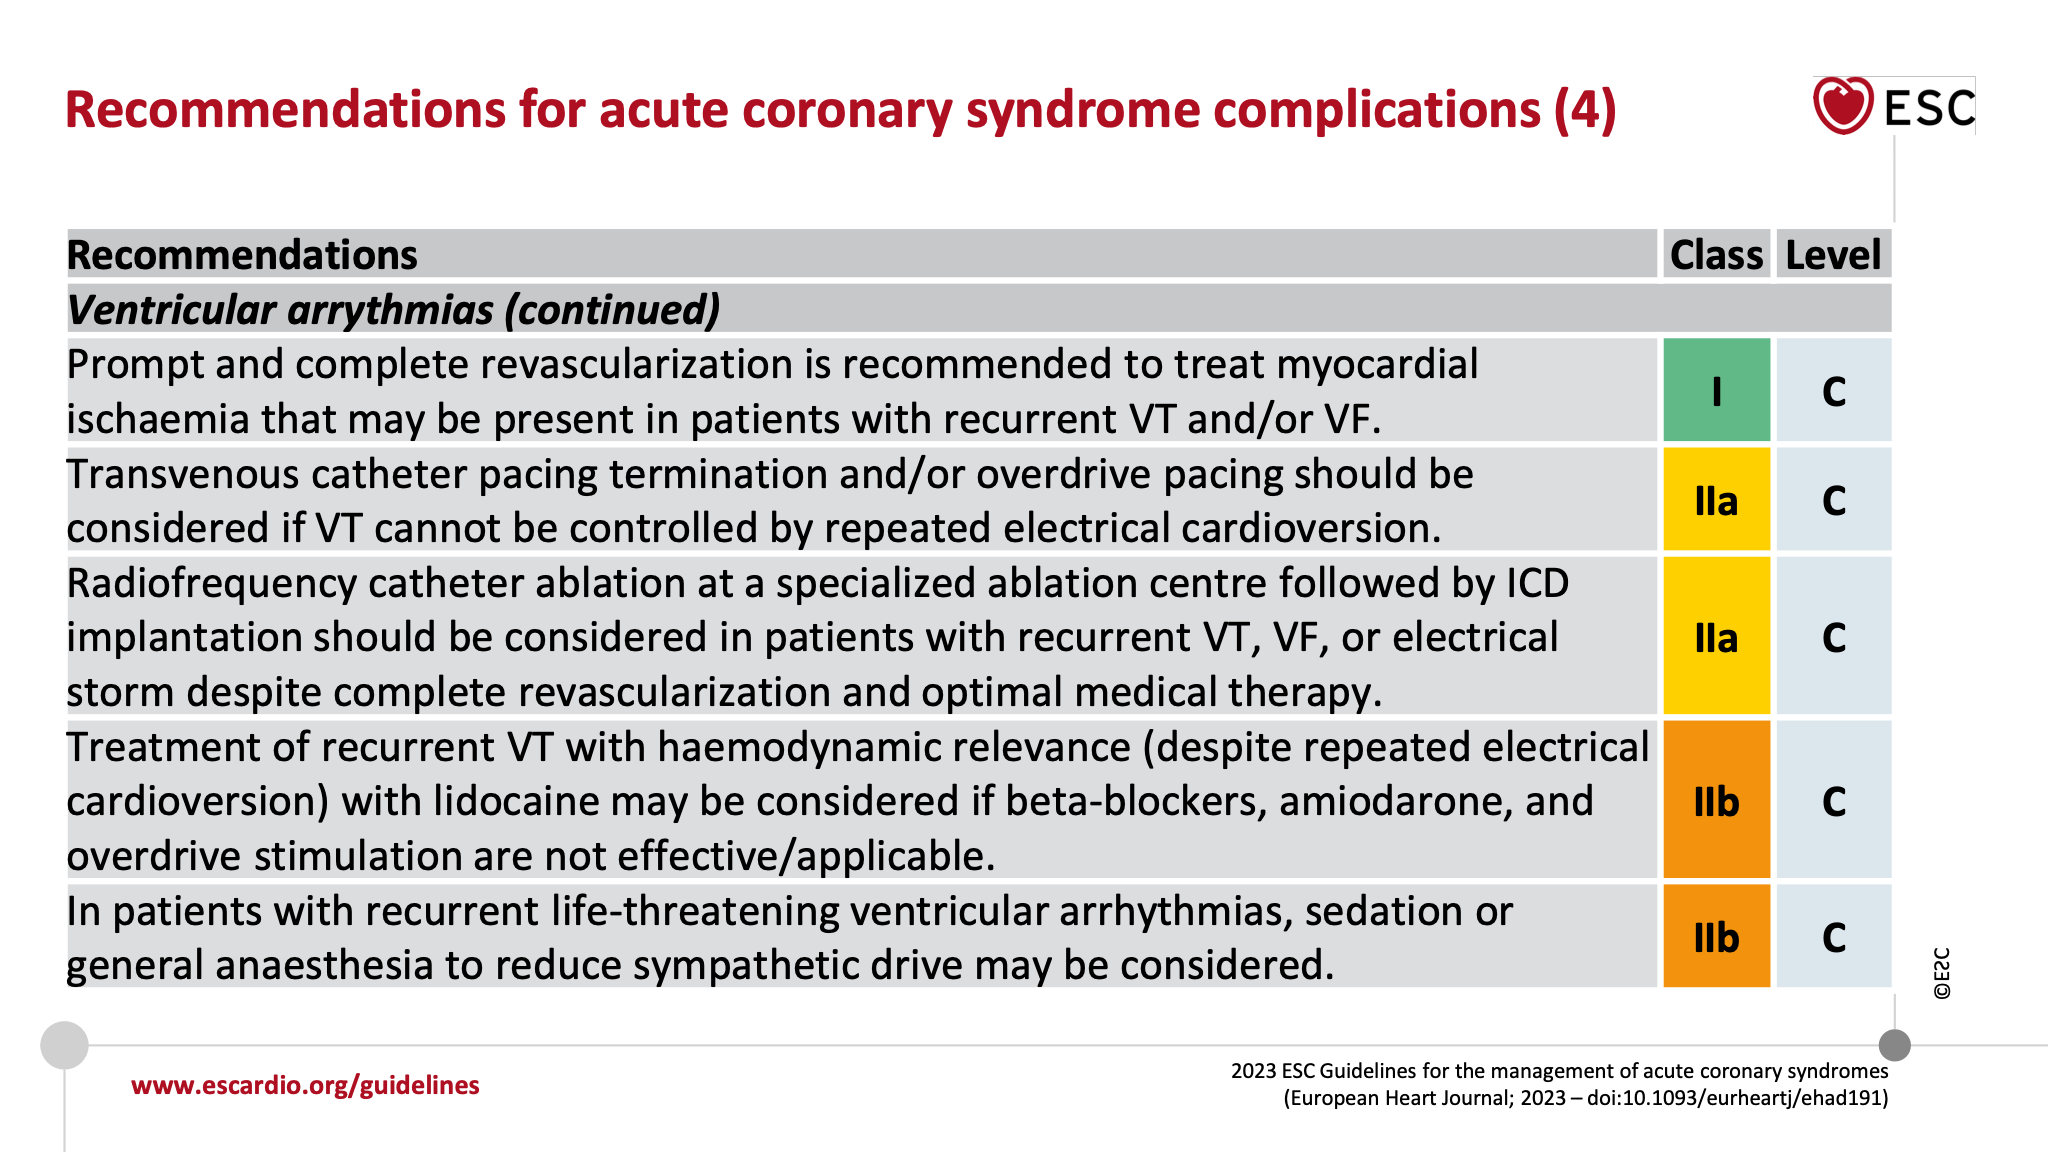 Recommendations for acute coronary syndrome complications (4)
ESC
Recommendations Class Level
Ventricular arrythmias (continued)
Prompt and complete revascularization is recommended to treat myocardial
ischaemia that may be present in patients with recurrent VT and/or VF.
I C
Transvenous catheter pacing termination and/or overdrive pacing should be
considered if VT cannot be controlled by repeated electrical cardioversion.
IIa C
Radiofrequency catheter ablation at a specialized ablation centre followed by ICD
implantation should be considered in patients with recurrent VT, VF, or electrical
storm despite complete revascularization and optimal medical therapy.
IIa C
Treatment of recurrent VT with haemodynamic relevance (despite repeated electrical
cardioversion) with lidocaine may be considered if beta-blockers, amiodarone, and
overdrive stimulation are not effective/applicable.
IIb C
In patients with recurrent life-threatening ventricular arrhythmias, sedation or
general anaesthesia to reduce sympathetic drive may be considered.
IIb C
©ESC
www.escardio.org/guidelines
2023 ESC Guidelines for the management of acute coronary syndromes
(European Heart Journal; 2023 – doi:10.1093/eurheartj/ehad191)